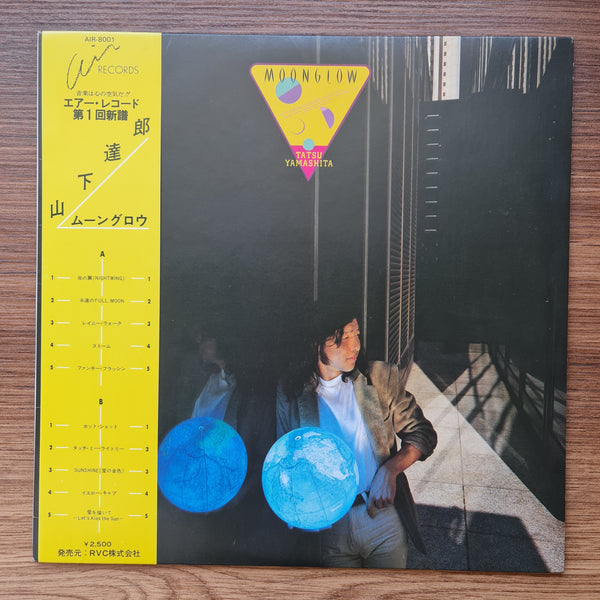 AIR-8001
Air
RECORDS
音楽は心の空気だ!!
エアー・レコード
第1回新譜
山下達郎
ムーングロウ
A
1 夜の翼(NIGHTWING) 1
2 永遠のFULL MOON 2
3 レイニー・ウォーク 3
4 ストーム 4
5 ファンキー・フラッシン 5
B
1 ホット・ショット 1
2 タッチ・ミー・ライトリー 2
3 SUNSHINE(愛の金色) 3
4 イエロー・キャブ 4
5 愛を描いて 5
-Let's Kiss the Sun-
¥2,500
発売元:RVC株式会社
MOONGLOW
TATSU
YAMASHITA